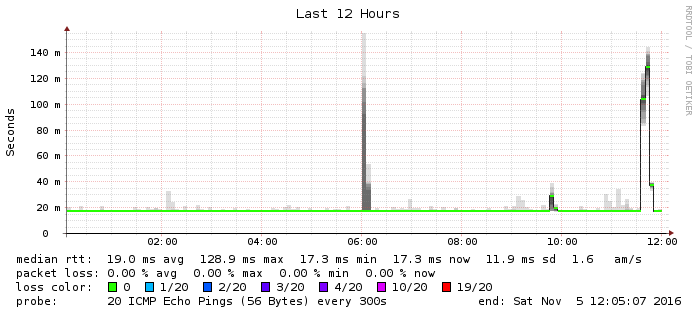 Last 12 Hours
RRDTOOL / TOBI OETIKER
Seconds
140 m
120 m
100 m
80 m
60 m
40 m
20 m
0
02:00 04:00 06:00 08:00 10:00 12:00
median rtt: 19.0 ms avg 128.9 ms max 17.3 ms min 17.3 ms now 11.9 ms sd 1.6 am/s
packet loss: 0.00 % avg 0.00 % max 0.00 % min 0.00 % now
loss color: 0 1/20 2/20 3/20 4/20 10/20 19/20
probe: 20 ICMP Echo Pings (56 Bytes) every 300s end: Sat Nov 5 12:05:07 2016